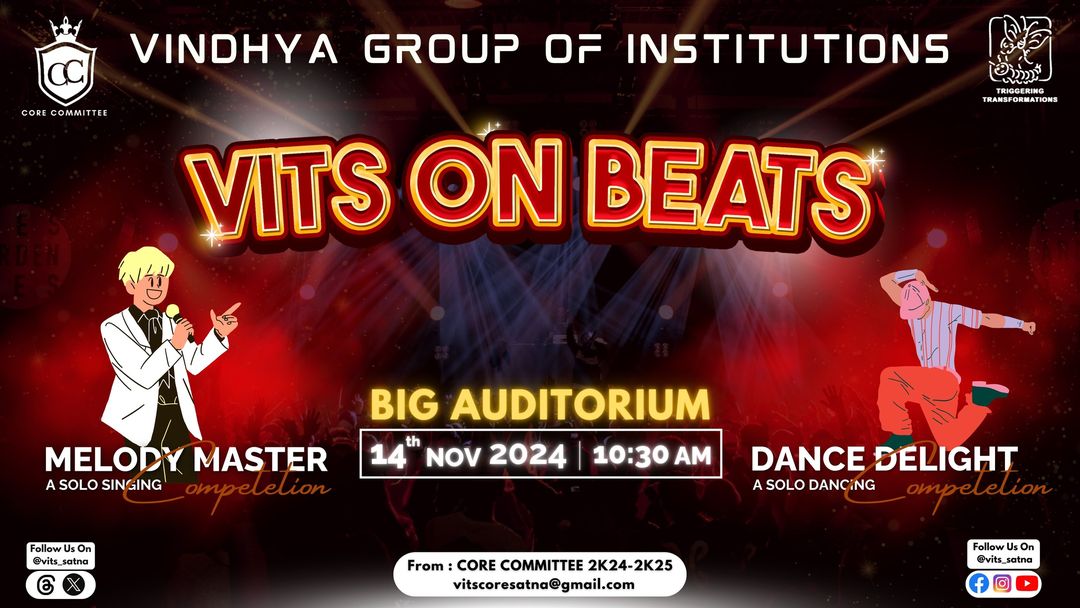 VINDHYA GROUP OF INSTITUTIONS
CC
CORE COMMITTEE
TRIGGERING
TRANSFORMATIONS
VITS ON BEATS
BIG AUDITORIUM
14th NOV 2024 | 10:30 AM
MELODY MASTER
A SOLO SINGING
Competetion
DANCE DELIGHT
A SOLO DANCING
Competetion
Follow Us On
@vits_satna
From : CORE COMMITTEE 2K24-2K25
vitscoresatna@gmail.com
Follow Us On
@vits_satna